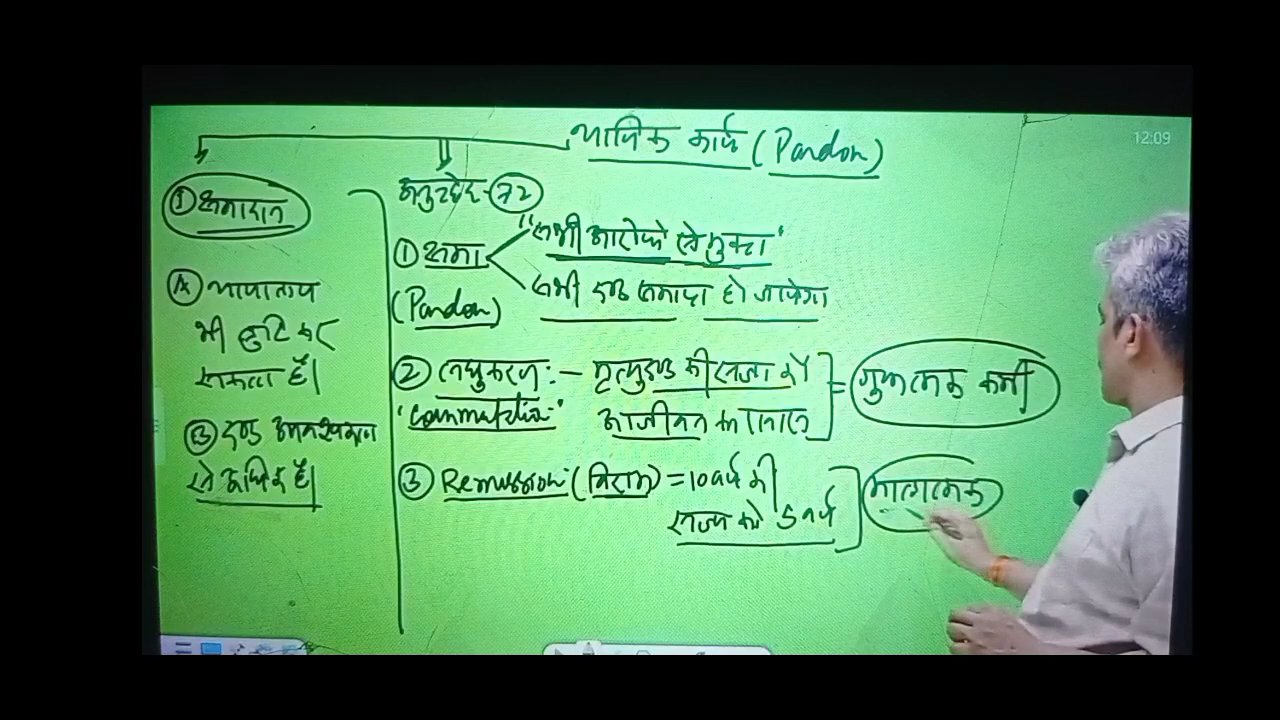 न्यायिक कार्य (Pardon)
12:09
① क्षमादान
Ⓐ न्यायालय
भी त्रुटि कर
सकता है।
Ⓑ दण्ड आवश्यकता
से अधिक है।
अनुच्छेद-72
① क्षमा
(Pardon)
"सभी आरोपों से मुक्त"
सभी दण्ड समाप्त हो जायेगा
② लघुकरण:- मृत्युदण्ड की सजा को
आजीवन कारावास
"Commutation"
= गुणात्मक कमी
③ Remission: (विराम) = 10 वर्ष की
सजा को 5 वर्ष
मात्रात्मक